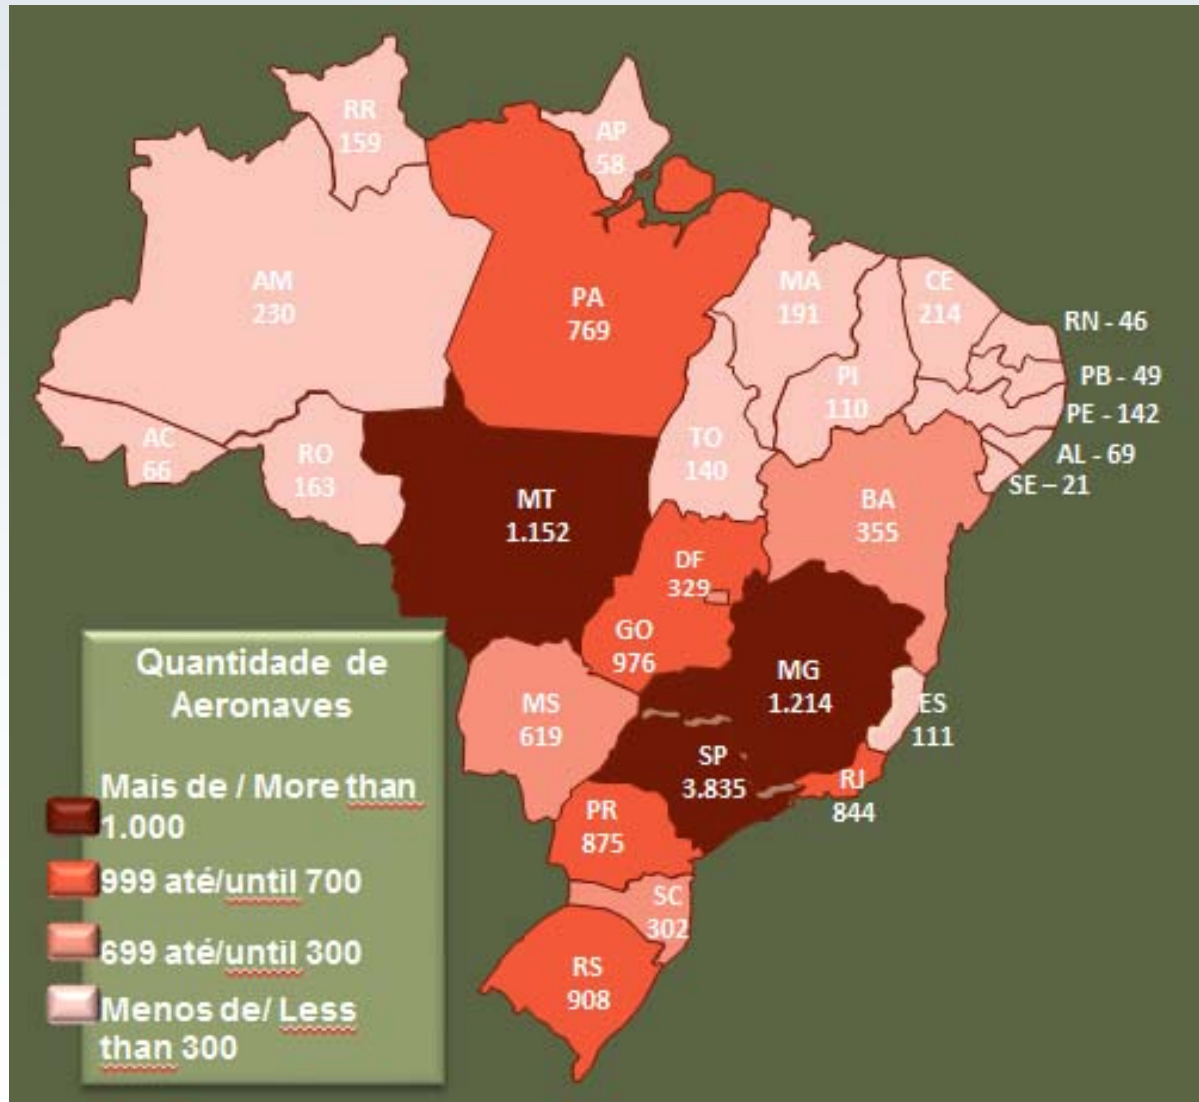 RR
159
AP
58
AM
230
PA
769
MA
191
CE
214
RN - 46
PB - 49
PE - 142
AL - 69
SE – 21
PI
110
AC
66
RO
163
TO
140
MT
1.152
BA
355
DF
329
GO
976
MG
1.214
ES
111
MS
619
SP
3.835
RJ
844
PR
875
SC
302
RS
908
Quantidade de
Aeronaves
Mais de / More than
1.000
999 até/until 700
699 até/until 300
Menos de/ Less
than 300